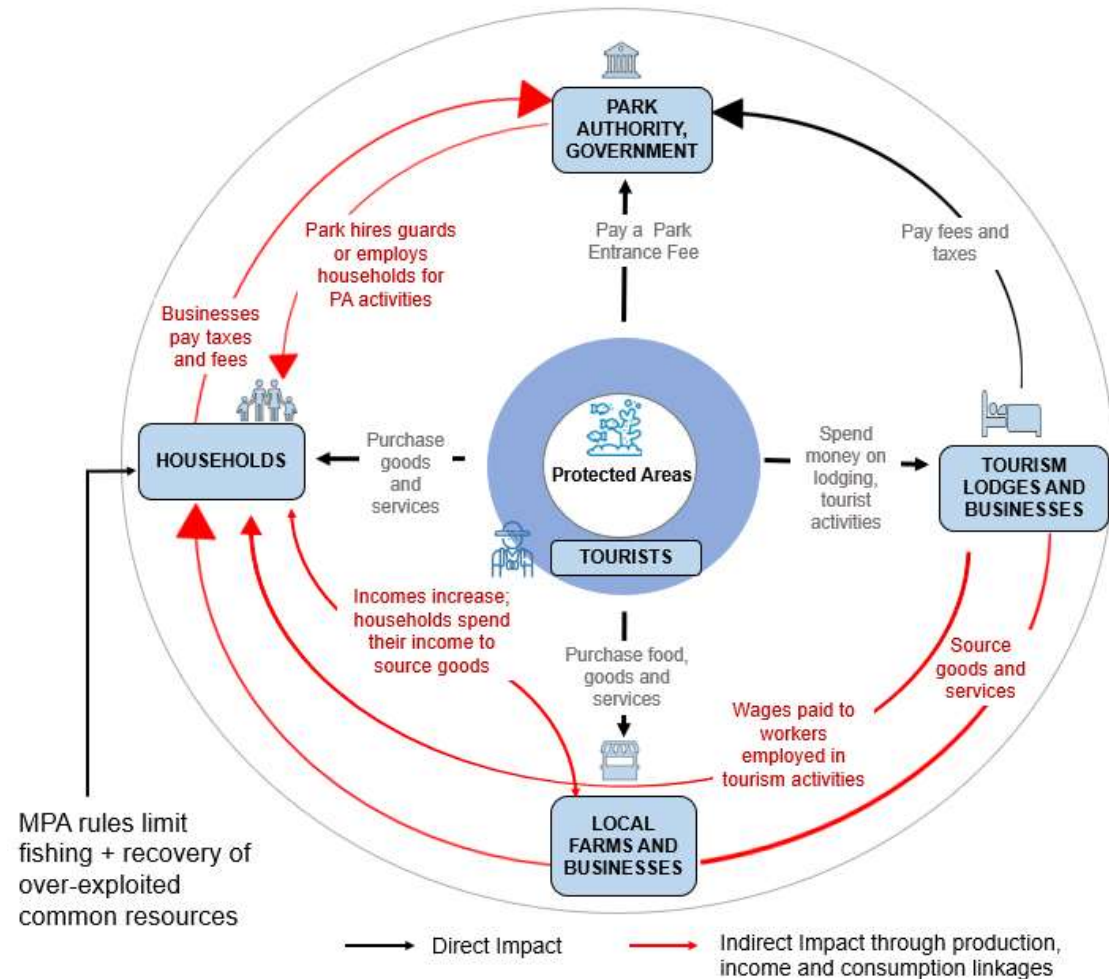 PARK
AUTHORITY,
GOVERNMENT
Park hires guards
or employs
households for
PA activities
Pay a Park
Entrance Fee
Pay fees and
taxes
Businesses
pay taxes
and fees
HOUSEHOLDS
Purchase
goods
and
services
Protected Areas
TOURISTS
Spend
money on
lodging,
tourist
activities
TOURISM
LODGES AND
BUSINESSES
Incomes increase;
households spend
their income to
source goods
Purchase food,
goods and
services
Source
goods and
services
Wages paid to
workers
employed in
tourism activities
LOCAL
FARMS AND
BUSINESSES
MPA rules limit
fishing + recovery of
over-exploited
common resources
Direct Impact
Indirect Impact through production,
income and consumption linkages